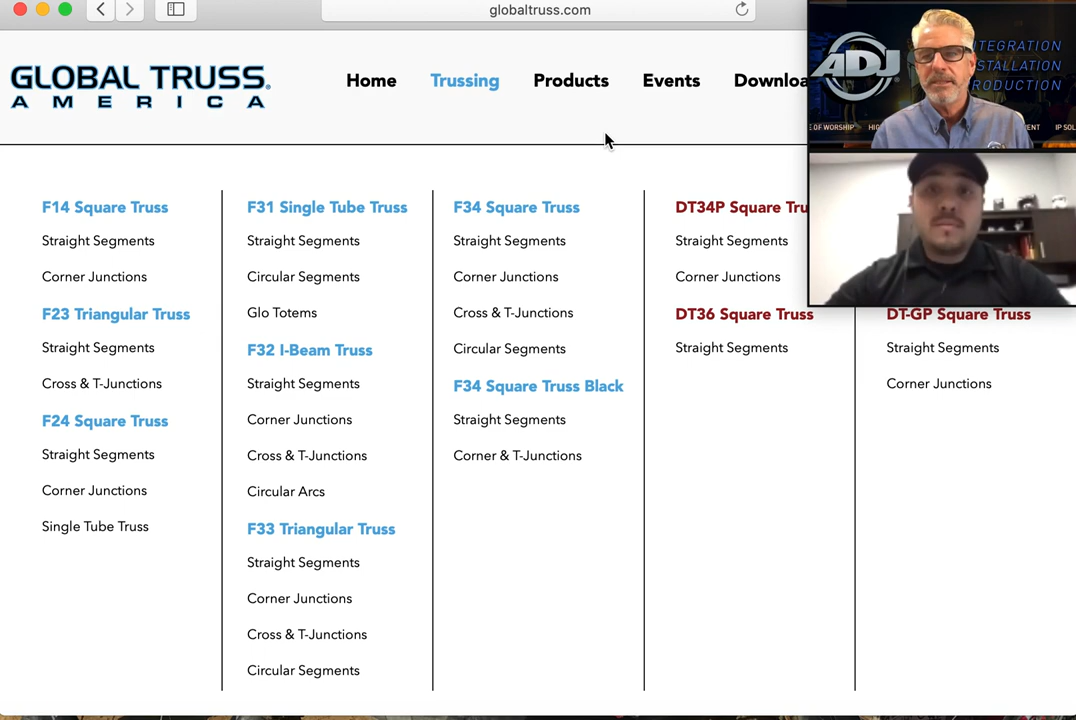 globaltruss.com
GLOBAL TRUSS®
AMERICA
Home Trussing Products Events Downloa
ADJ®
NTEGRATION
STALLATION
RODUCTION
E OF WORSHIP
IP SOL
F14 Square Truss
Straight Segments
Corner Junctions
F23 Triangular Truss
Straight Segments
Cross & T-Junctions
F24 Square Truss
Straight Segments
Corner Junctions
Single Tube Truss
F31 Single Tube Truss
Straight Segments
Circular Segments
Glo Totems
F32 I-Beam Truss
Straight Segments
Corner Junctions
Cross & T-Junctions
Circular Arcs
F33 Triangular Truss
Straight Segments
Corner Junctions
Cross & T-Junctions
Circular Segments
F34 Square Truss
Straight Segments
Corner Junctions
Cross & T-Junctions
Circular Segments
F34 Square Truss Black
Straight Segments
Corner & T-Junctions
DT34P Square Tru
Straight Segments
Corner Junctions
DT36 Square Truss
Straight Segments
DT-GP Square Truss
Straight Segments
Corner Junctions